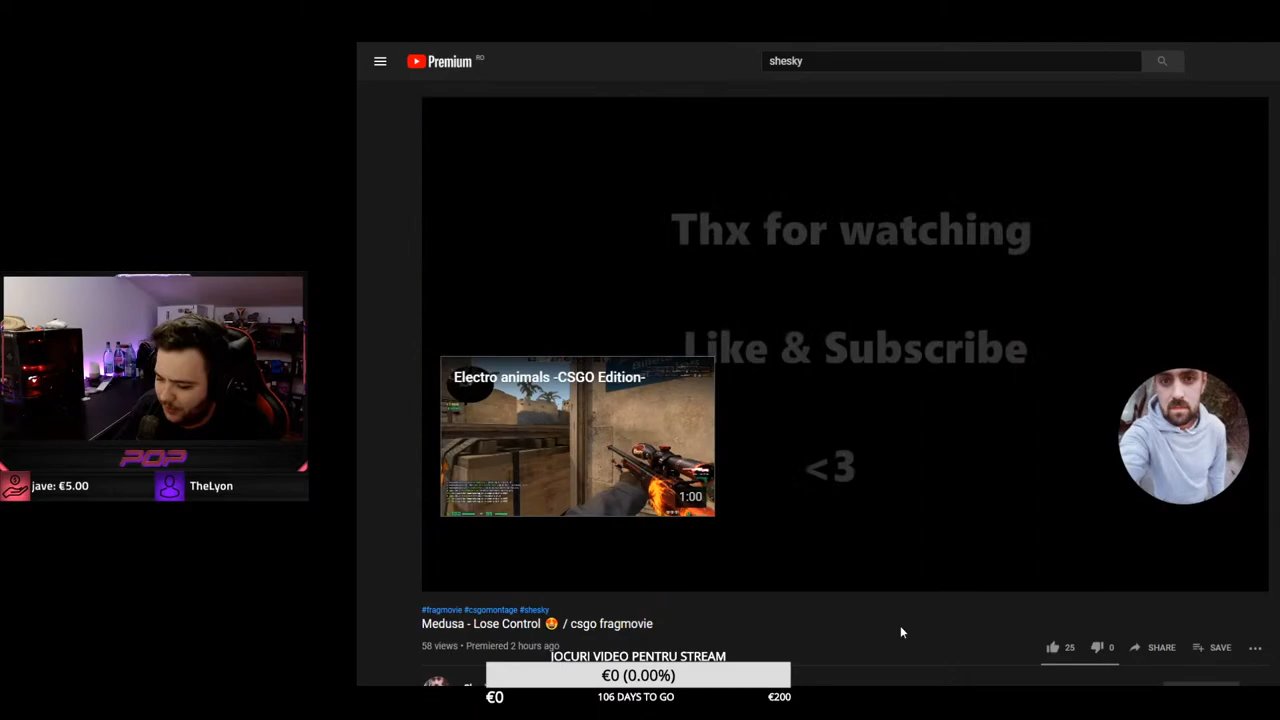 Premium RO
shesky
Thx for watching
Like & Subscribe
<3
Electro animals -CSGO Edition-
1:00
POP
jave: €5.00
TheLyon
#fragmovie #csgomontage #shesky
Medusa - Lose Control 🤩 / csgo fragmovie
58 views • Premiered 2 hours ago
25
0
SHARE
SAVE
JOCURI VIDEO PENTRU STREAM
€0 (0.00%)
€0
106 DAYS TO GO
€200